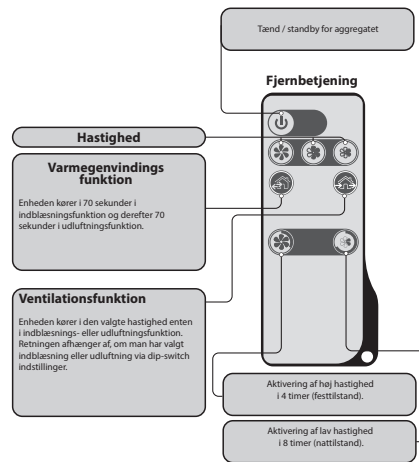 Tænd / standby for aggregatet
Fjernbetjening
Hastighed
Varmegenvindings
funktion
Enheden kører i 70 sekunder i
indblæsningsfunktion og derefter 70
sekunder i udluftningsfunktion.
Ventilationsfunktion
Enheden kører i den valgte hastighed enten
i indblæsnings- eller udluftningsfunktion.
Retningen afhænger af, om man har valgt
indblæsning eller udluftning via dip-switch
indstillinger.
Aktivering af høj hastighed
i 4 timer (festtilstand).
Aktivering af lav hastighed
i 8 timer (nattilstand).